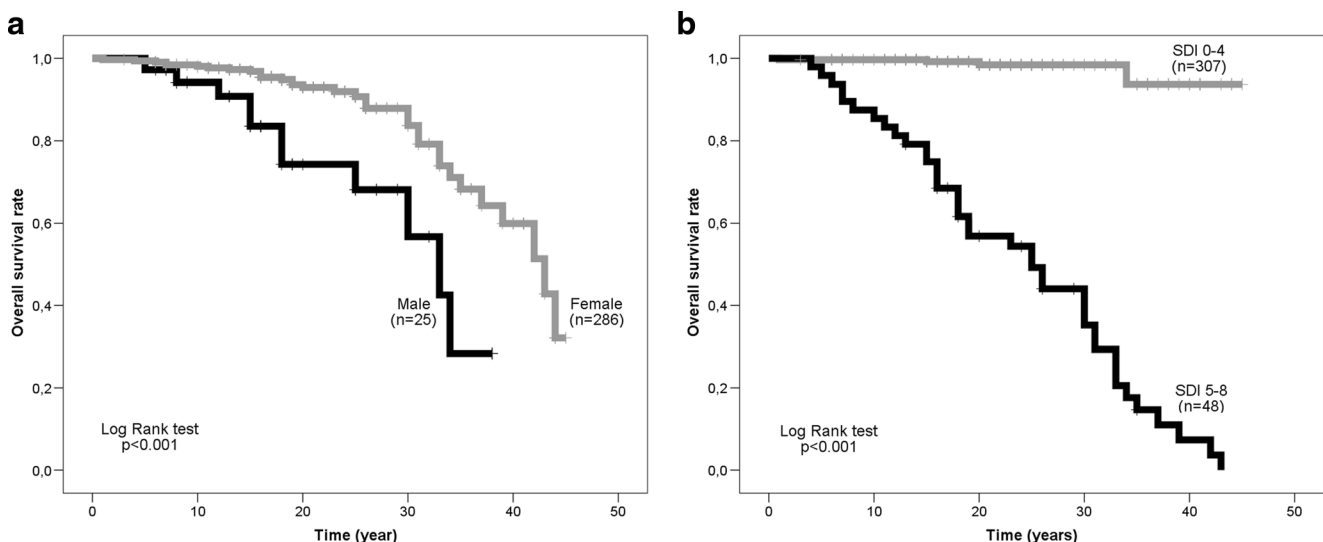 a
1,0
0,8
0,6
0,4
0,2
0,0
Overall survival rate
Male
(n=25)
Female
(n=286)
Log Rank test
p<0.001
0 10 20 30 40 50
Time (year)
b
1,0
0,8
0,6
0,4
0,2
0,0
Overall survival rate
SDI 0-4
(n=307)
SDI 5-8
(n=48)
Log Rank test
p<0.001
0 10 20 30 40 50
Time (years)